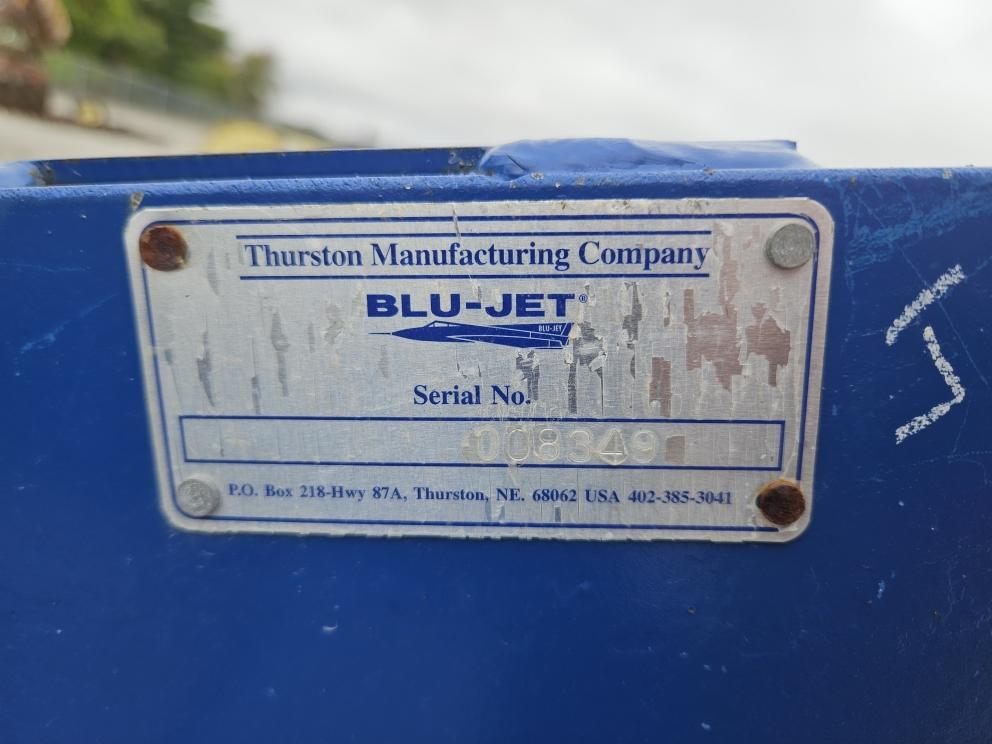 Thurston Manufacturing Company
BLU-JET®
BLU-JET
Serial No.
008349
P.O. Box 218-Hwy 87A, Thurston, NE. 68062 USA 402-385-3041